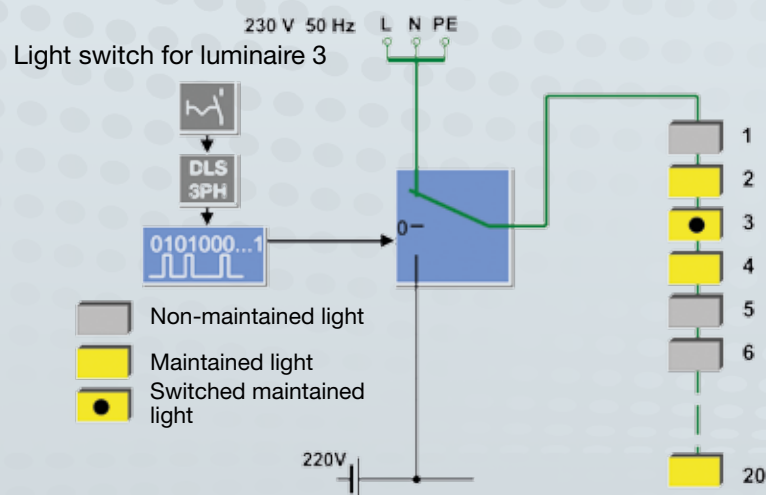 230 V 50 Hz L N PE
Light switch for luminaire 3
DLS
3PH
0101000...1
0
1
2
3
4
5
6
20
Non-maintained light
Maintained light
Switched maintained
light
220V